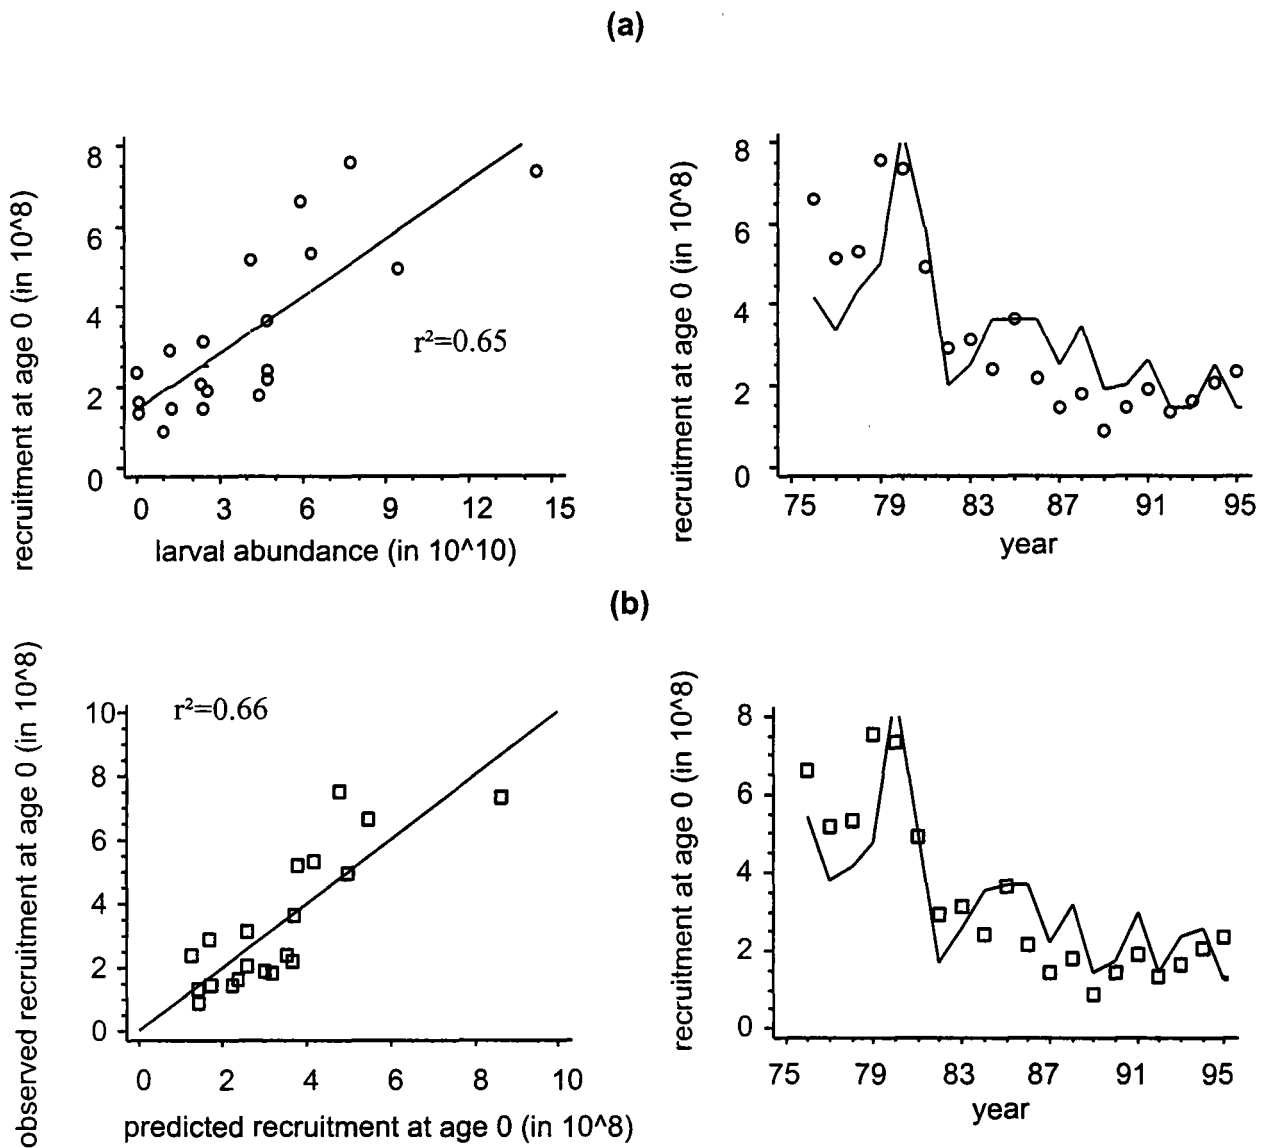 (a)
recruitment at age 0 (in 10^8)
8
6
4
2
0
r²=0.65
0 3 6 9 12 15
larval abundance (in 10^10)
recruitment at age 0 (in 10^8)
8
6
4
2
0
75 79 83 87 91 95
year
(b)
observed recruitment at age 0 (in 10^8)
r²=0.66
10
8
6
4
2
0
0 2 4 6 8 10
predicted recruitment at age 0 (in 10^8)
recruitment at age 0 (in 10^8)
8
6
4
2
0
75 79 83 87 91 95
year